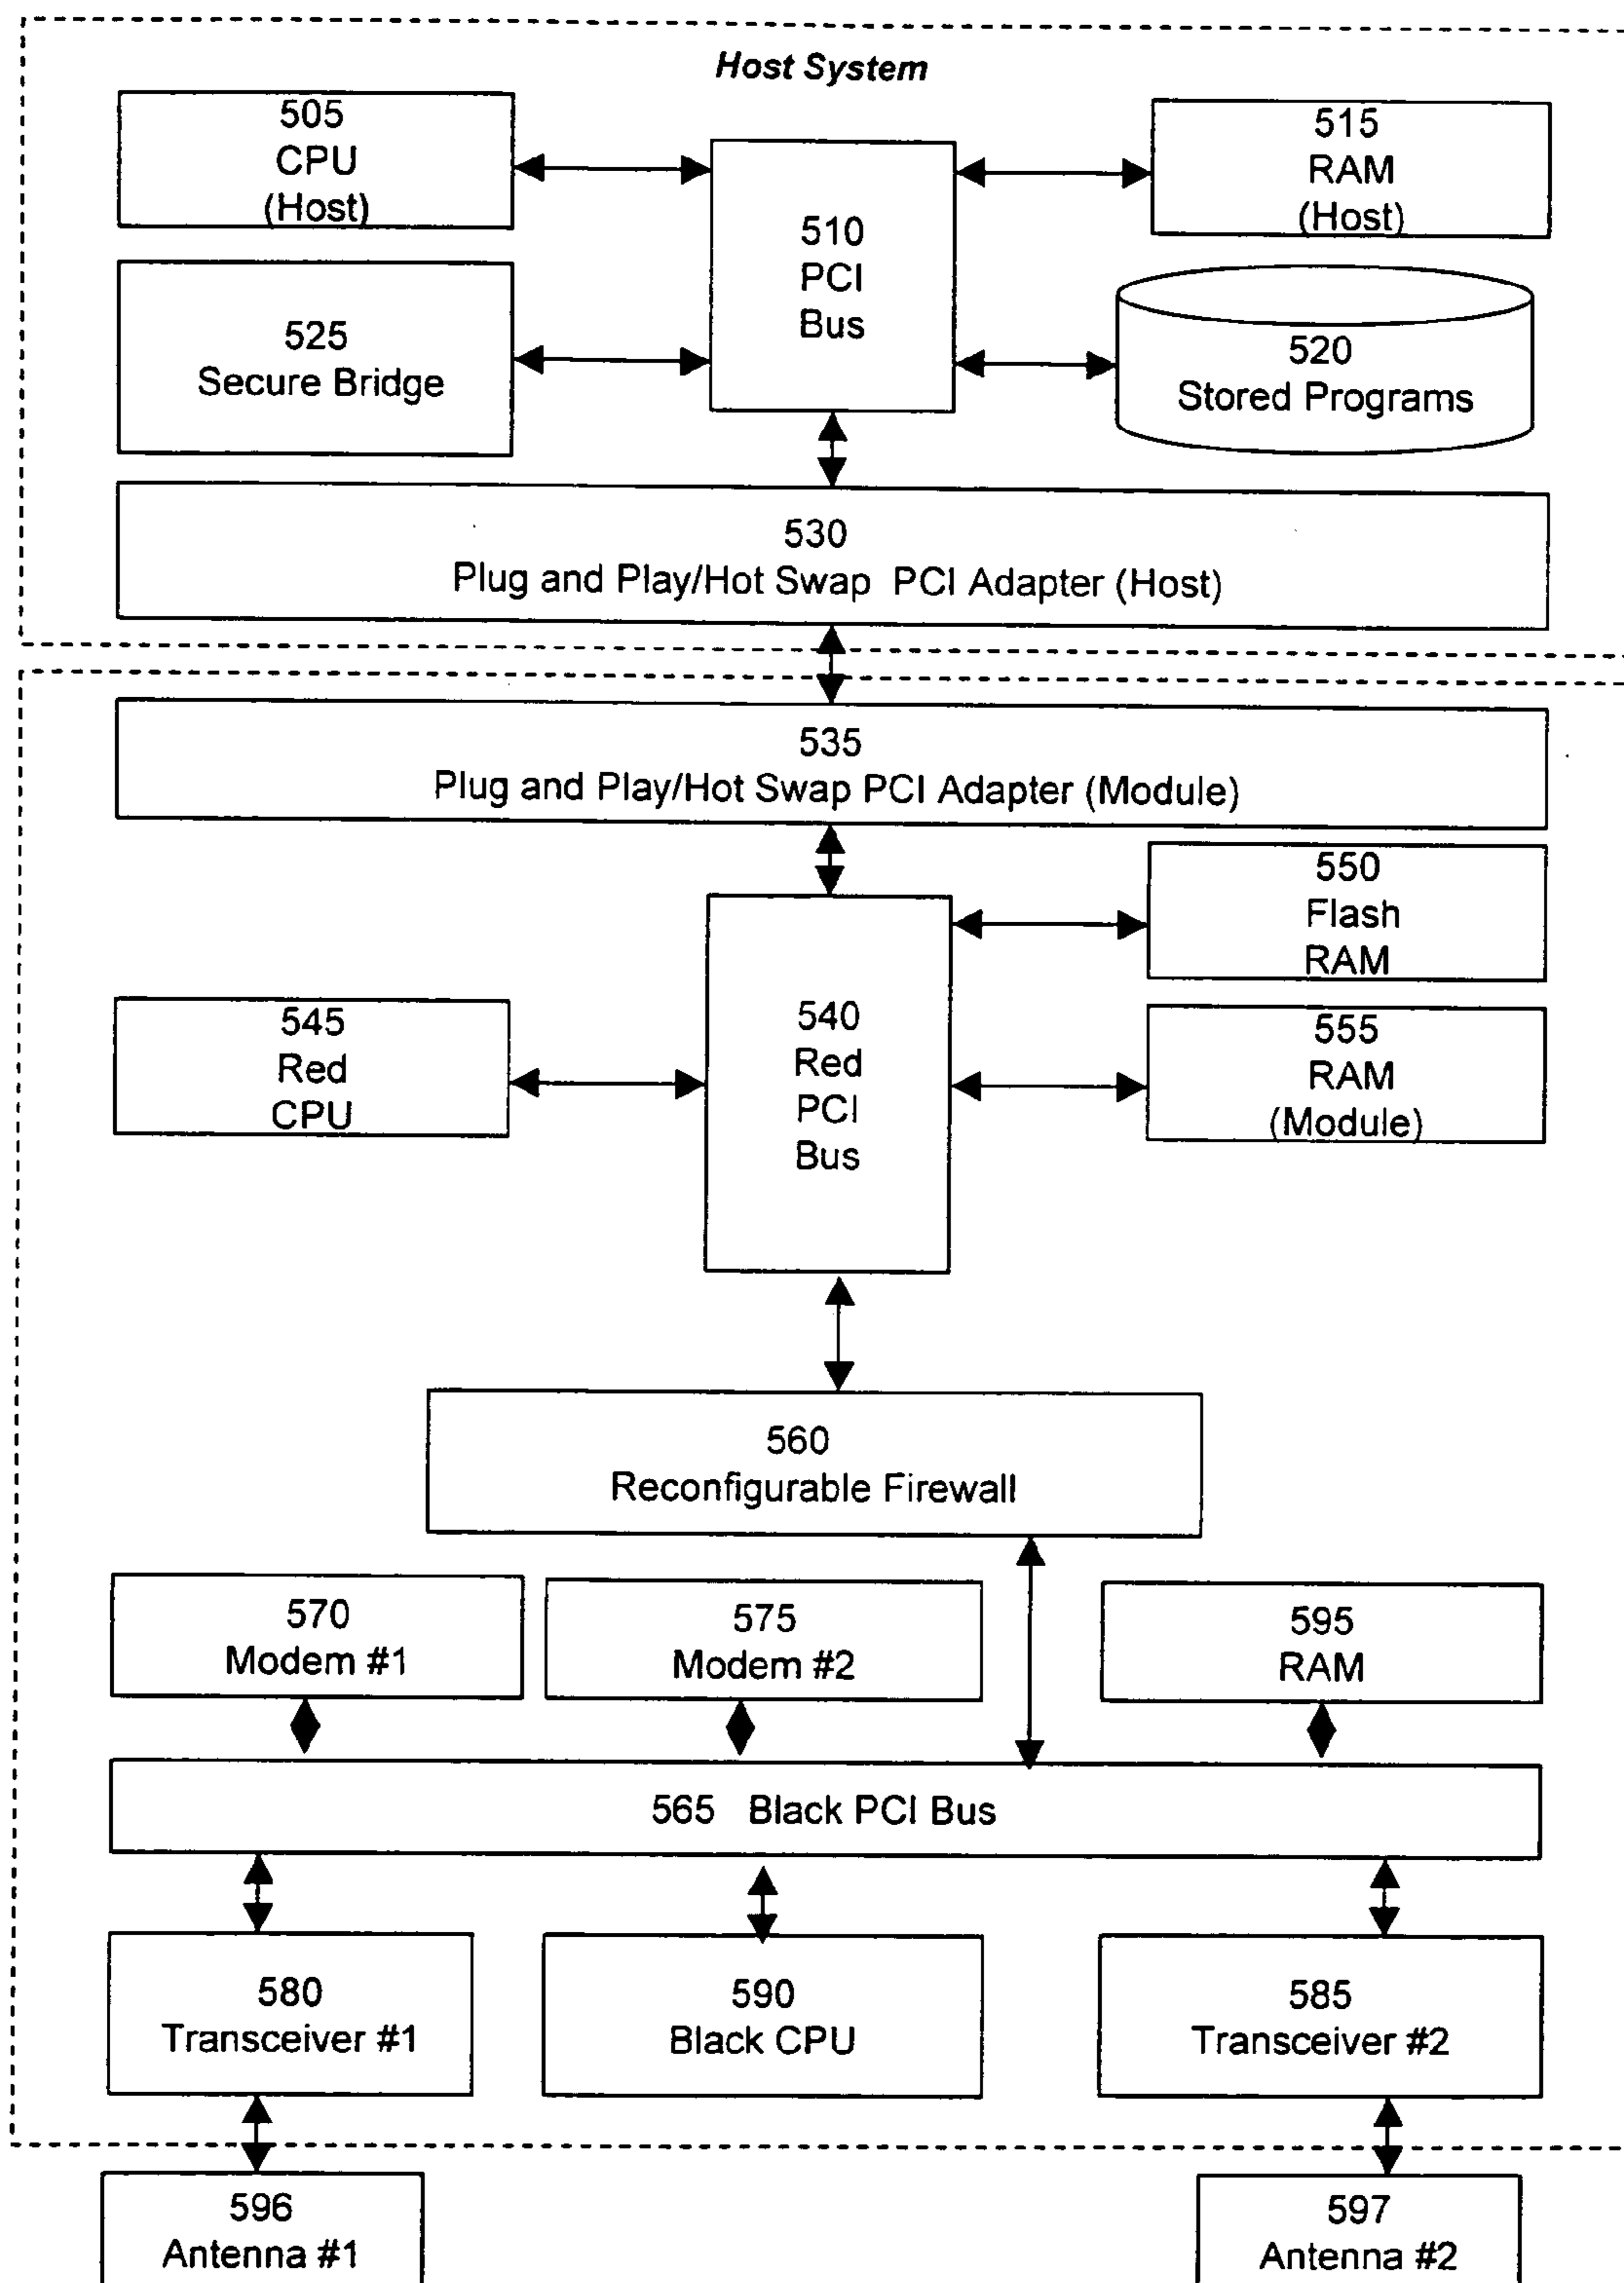 Host System
505
CPU
(Host)
515
RAM
(Host)
510
PCI
Bus
525
Secure Bridge
520
Stored Programs
530
Plug and Play/Hot Swap PCI Adapter (Host)
535
Plug and Play/Hot Swap PCI Adapter (Module)
550
Flash
RAM
545
Red
CPU
540
Red
PCI
Bus
555
RAM
(Module)
560
Reconfigurable Firewall
570
Modem #1
575
Modem #2
595
RAM
565 Black PCI Bus
580
Transceiver #1
590
Black CPU
585
Transceiver #2
596
Antenna #1
597
Antenna #2